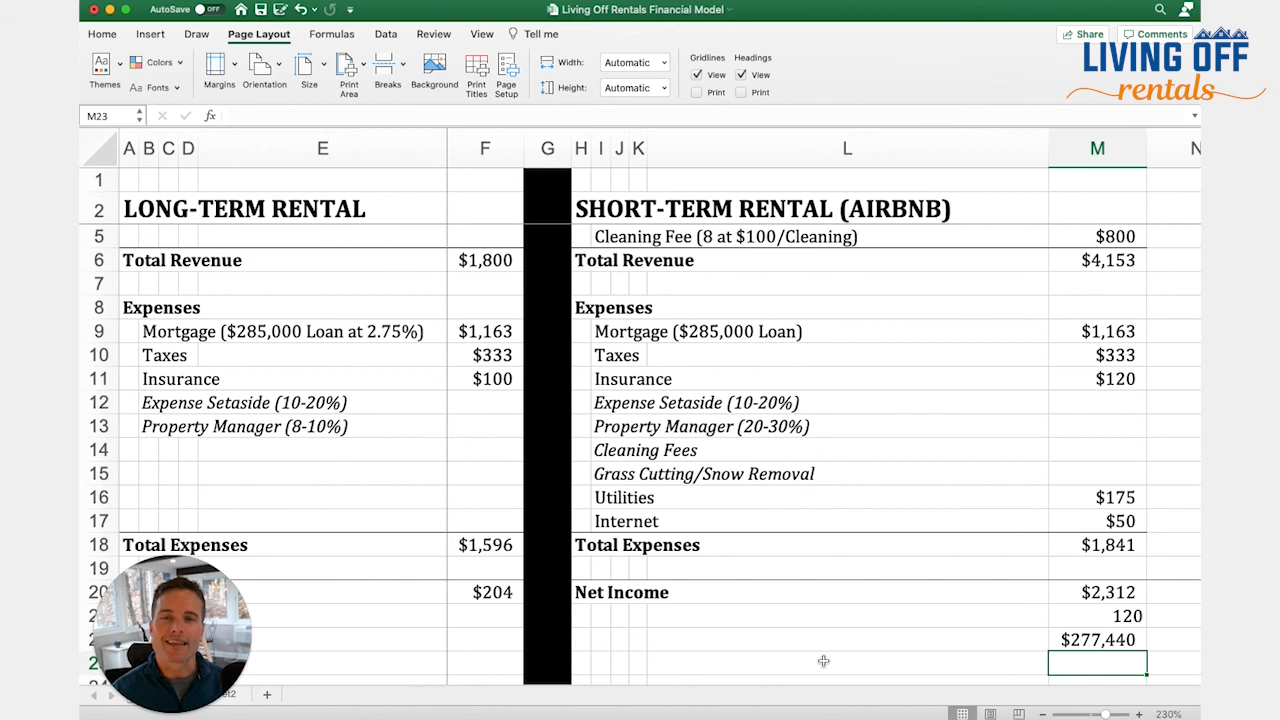 AutoSave OFF
Living Off Rentals Financial Model
Home Insert Draw Page Layout Formulas Data Review View Tell me
Share Comments
LIVING OFF
rentals
Themes
Colors
Aa Fonts
Margins
Orientation
Size
Print Area
Breaks
Background
Print Titles
Page Setup
Width: Automatic
Height: Automatic
Gridlines
View
Print
Headings
View
Print
M23 fx
A B C D E F G H I J K L M N
1
2 LONG-TERM RENTAL SHORT-TERM RENTAL (AIRBNB)
5 Cleaning Fee (8 at $100/Cleaning) $800
6 Total Revenue $1,800 Total Revenue $4,153
7
8 Expenses Expenses
9 Mortgage ($285,000 Loan at 2.75%) $1,163 Mortgage ($285,000 Loan) $1,163
10 Taxes $333 Taxes $333
11 Insurance $100 Insurance $120
12 Expense Setaside (10-20%) Expense Setaside (10-20%)
13 Property Manager (8-10%) Property Manager (20-30%)
14 Cleaning Fees
15 Grass Cutting/Snow Removal
16 Utilities $175
17 Internet $50
18 Total Expenses $1,596 Total Expenses $1,841
19
20 $204 Net Income $2,312
120
$277,440
230%